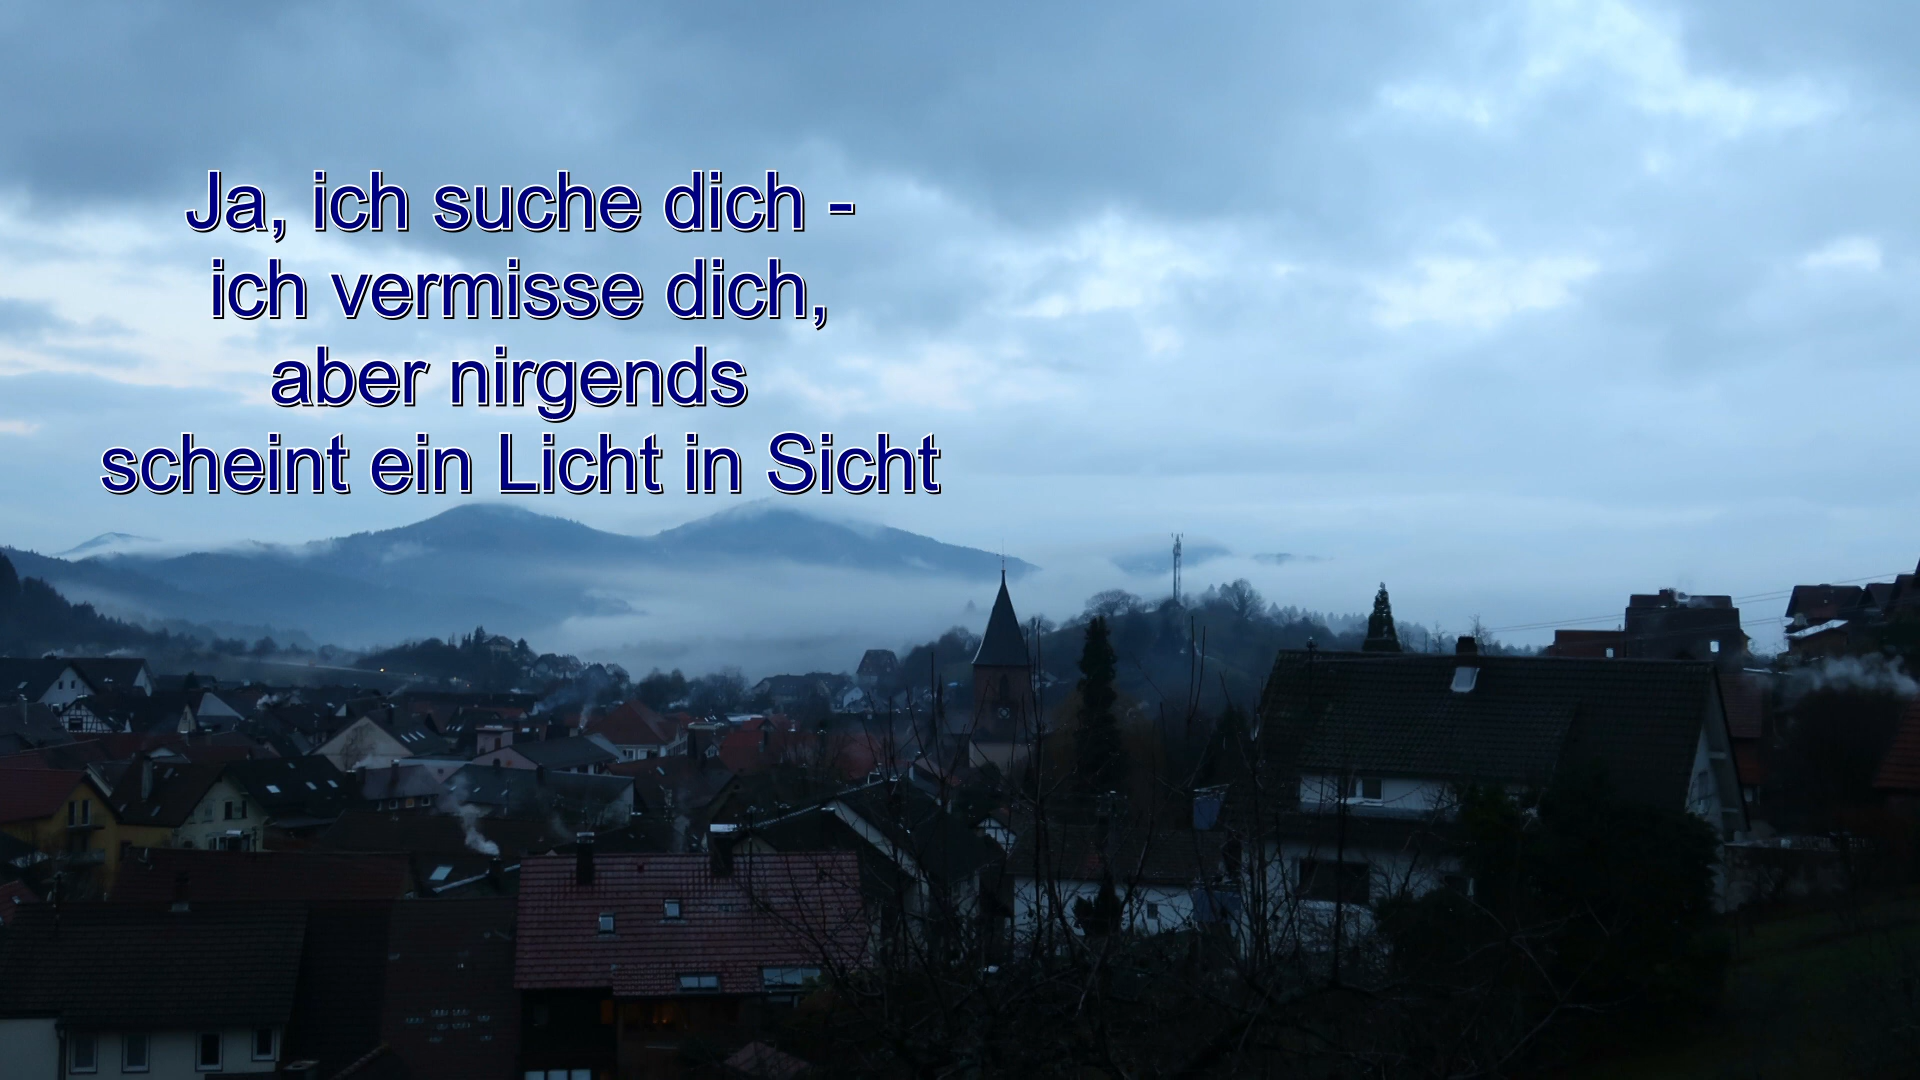 Ja, ich suche dich -
ich vermisse dich,
aber nirgends
scheint ein Licht in Sicht